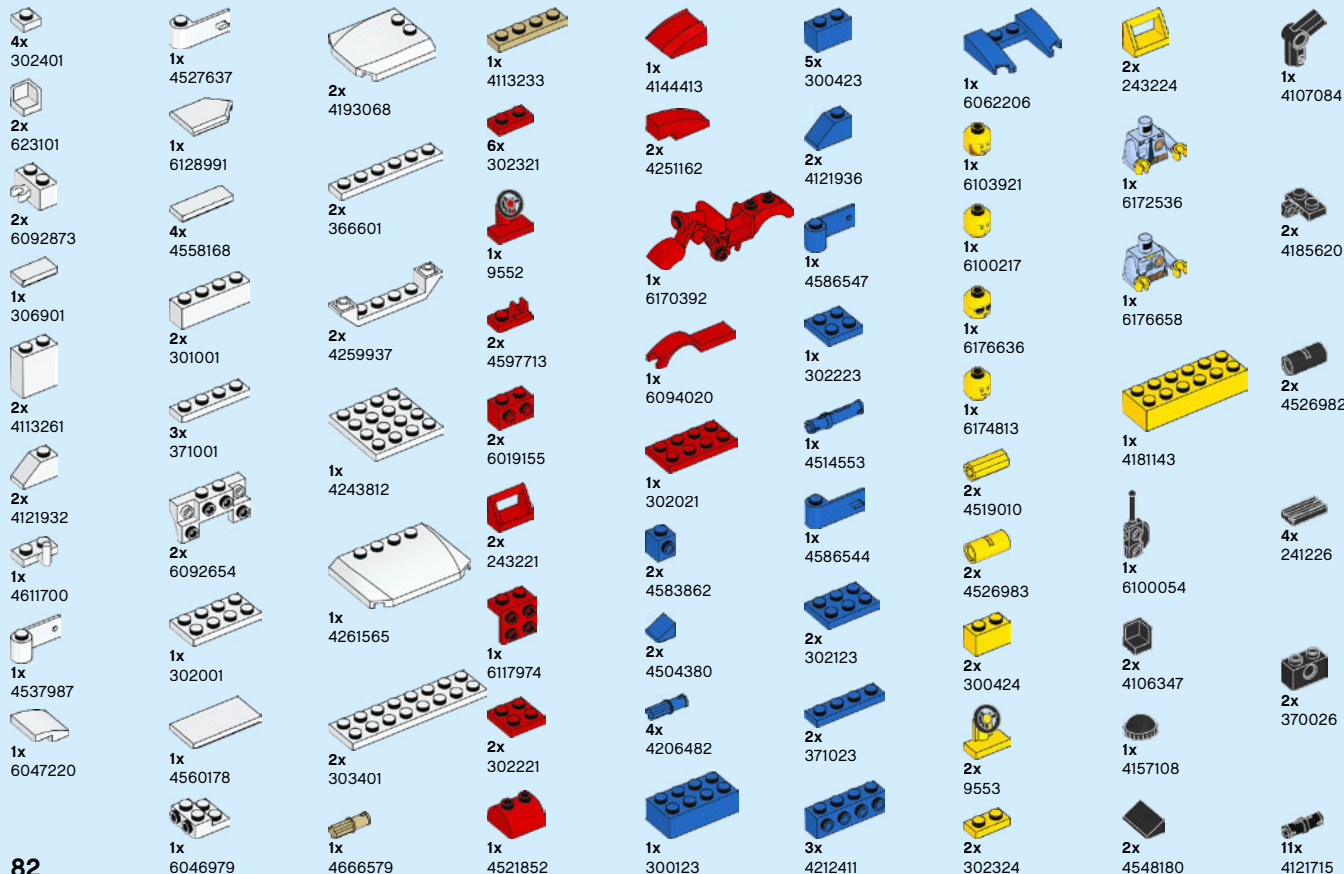 4x
302401
2x
623101
2x
6092873
1x
306901
2x
4113261
2x
4121932
1x
4611700
1x
4537987
1x
6047220
82
1x
4527637
1x
6128991
4x
4558168
2x
301001
3x
371001
2x
6092654
1x
302001
1x
4560178
1x
6046979
2x
4193068
2x
366601
2x
4259937
1x
4243812
1x
4261565
2x
303401
1x
4666579
1x
4113233
6x
302321
1x
9552
2x
4597713
2x
6019155
2x
243221
1x
6117974
2x
302221
1x
4521852
1x
4144413
2x
4251162
1x
6170392
1x
6094020
1x
302021
2x
4583862
2x
4504380
4x
4206482
1x
300123
5x
300423
2x
4121936
1x
4586547
1x
302223
1x
4514553
1x
4586544
2x
302123
2x
371023
3x
4212411
1x
6062206
1x
6103921
1x
6100217
1x
6176636
1x
6174813
2x
4519010
2x
4526983
2x
300424
2x
9553
2x
302324
2x
243224
1x
6172536
1x
6176658
1x
4181143
1x
6100054
2x
4106347
1x
4157108
2x
4548180
1x
4107084
2x
4185620
2x
4526982
4x
241226
2x
370026
11x
4121715